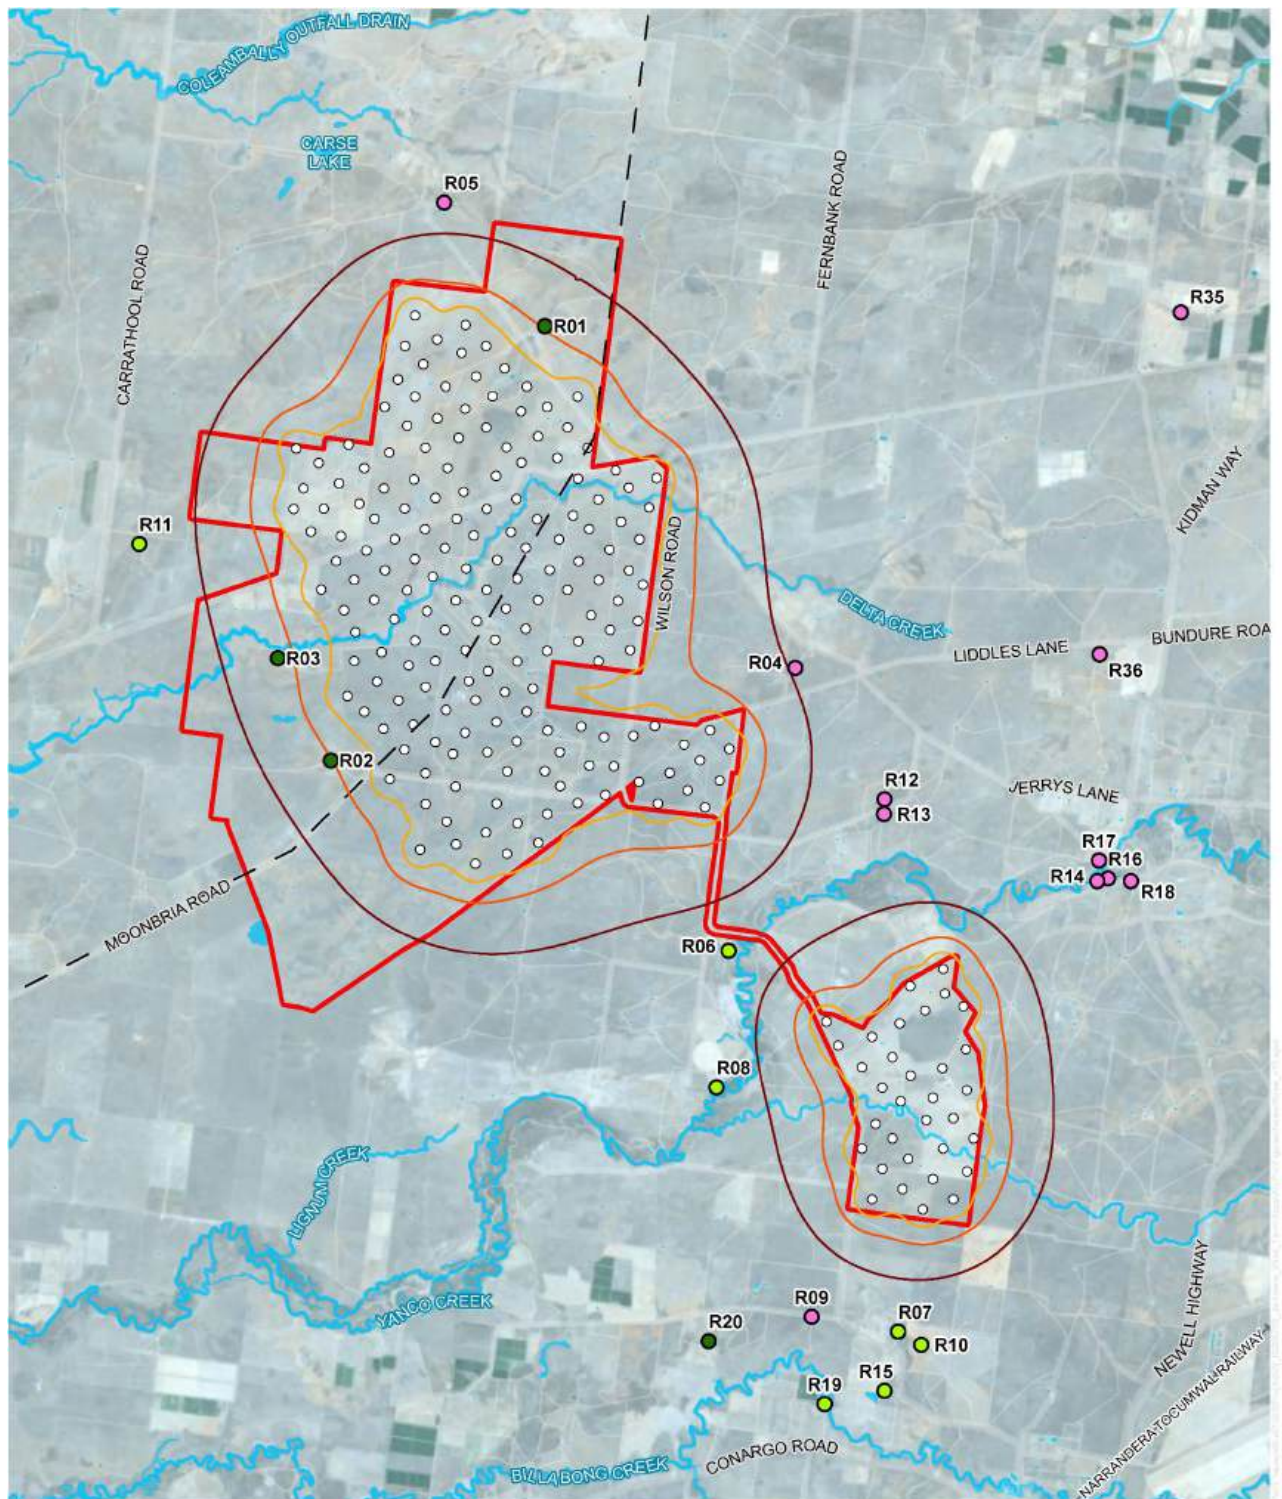 COLEAMBALLY OUTFALL DRAIN
CARSE
LAKE
R05
FERNBANK ROAD
CARRATHOOL ROAD
R35
R01
KIDMAN WAY
R11
WILSON ROAD
DELTA CREEK
BUNDURE ROA
LIDDLES LANE
R03
R04
R36
R02
R12
JERRYS LANE
R13
R17
R16
R14
R18
MOONBRIA ROAD
R06
R08
LIGNUM CREEK
YANCO CREEK
NEWELL HIGHWAY
R09
R07
R20
R10
R15
R19
NARRANDERA TO CUMWAL RAILWAY
CONARGO ROAD
BILLABONG CREEK